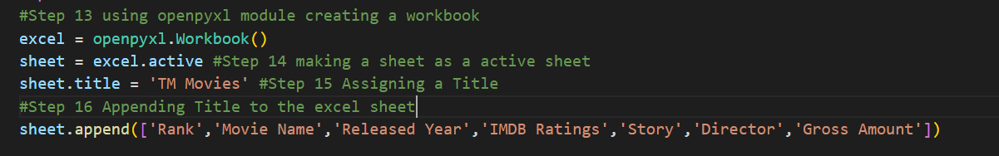 #Step 13 using openpyxl module creating a workbook
excel = openpyxl.Workbook()
sheet = excel.active #Step 14 making a sheet as a active sheet
sheet.title = 'TM Movies' #Step 15 Assigning a Title
#Step 16 Appending Title to the excel sheet
sheet.append(['Rank','Movie Name','Released Year','IMDB Ratings','Story','Director','Gross Amount'])